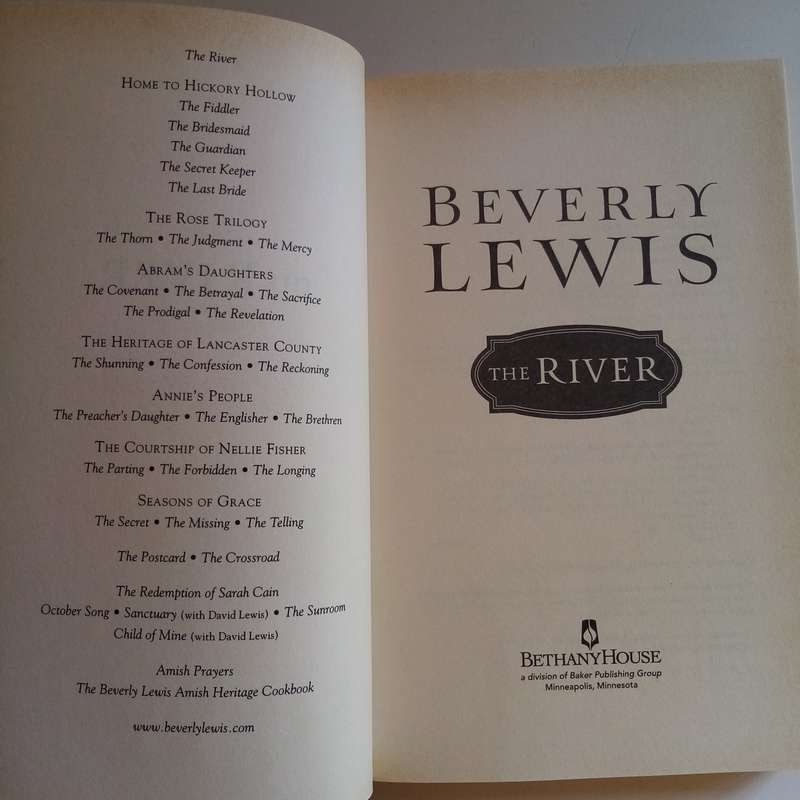 The River
Home to Hickory Hollow
The Fiddler
The Bridesmaid
The Guardian
The Secret Keeper
The Last Bride
The Rose Trilogy
The Thorn • The Judgment • The Mercy
Abram's Daughters
The Covenant • The Betrayal • The Sacrifice
The Prodigal • The Revelation
The Heritage of Lancaster County
The Shunning • The Confession • The Reckoning
Annie's People
The Preacher's Daughter • The Englisher • The Brethren
The Courtship of Nellie Fisher
The Parting • The Forbidden • The Longing
Seasons of Grace
The Secret • The Missing • The Telling
The Postcard • The Crossroad
The Redemption of Sarah Cain
October Song • Sanctuary (with David Lewis) • The Sunroom
Child of Mine (with David Lewis)
Amish Prayers
The Beverly Lewis Amish Heritage Cookbook
www.beverlylewis.com
Beverly
Lewis
The River
BethanyHouse
a division of Baker Publishing Group
Minneapolis, Minnesota